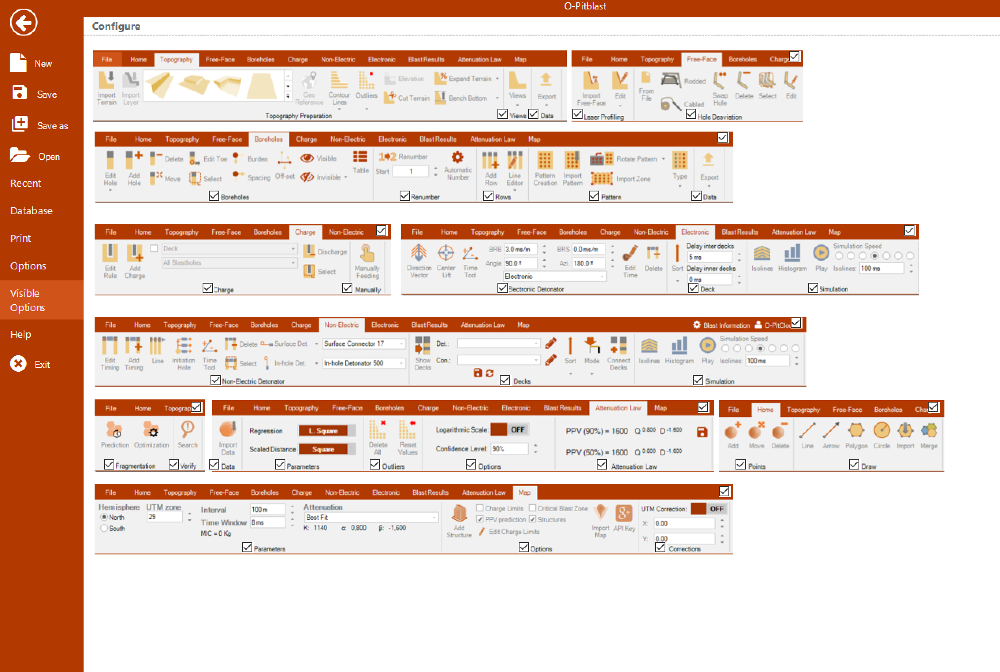 O-Pitblast
Configure
New
Save
Save as
Open
Recent
Database
Print
Options
Visible
Options
Help
Exit
File Home Topography Free-Face Boreholes Charge Non-Electric Electronic Blast Results Attenuation Law Map
Import Terrain
Import Layer
Geo Reference
Contour Lines
Outliers
Elevation
Cut Terrain
% Expand Terrain
Bench Bottom
Views
Export
Topography Preparation
Views
Data
File Home Topography Free-Face Boreholes Charge
Import Free-Face
Edit
From File
Rodded
Cabled
Swap Hole
Delete
Select
Edit
Laser Profiling
Hole Desviation
File Home Topography Free-Face Boreholes Charge Non-Electric Electronic Blast Results Attenuation Law Map
Edit Hole
Add Hole
Delete
Move
Edit Toe
Select
Burden
Spacing
Off-set
Visible
Invisible
Table
1 2 Renumber
Start 1
Automatic Number
Add Row
Line Editor
Pattern Creation
Import Pattern
Rotate Pattern
Import Zone
Type
Export
Boreholes
Renumber
Rows
Pattern
Data
File Home Topography Free-Face Boreholes Charge Non-Electric
Edit Rule
Add Charge
Deck
All Blastholes
Discharge
Select
Manually Feeding
Charge
Manually
File Home Topography Free-Face Boreholes Charge Non-Electric Electronic Blast Results Attenuation Law Map
Direction Vector
Center Lift
Time Tool
BRB 3.0 ms/m BRS 0.0 ms/m
Angle 90.0 º Azi. 180.0 º
Electronic
Edit Time
Delete
Sort
Delay inter decks
5 ms
Delay inner decks
0 ms
Isolines
Histogram
Play
Simulation Speed
Isolines: 100 ms
Electronic Detonator
Deck
Simulation
File Home Topography Free-Face Boreholes Charge Non-Electric Electronic Blast Results Attenuation Law Map Blast Information O-PitClou
Edit Timing
Add Timing
Line
Initiation Hole
Time Tool
Delete
Select
Surface Det. Surface Connector 17
In-hole Det. In-hole Detonator 500
Show Decks
Det.:
Con.:
Sort
Mode
Connect Decks
Isolines
Histogram
Play
Simulation Speed
Isolines: 100 ms
Non-Electric Detonator
Decks
Simulation
File Home Topograp
Prediction
Optimization
Search
Fragmentation
Verify
File Home Topography Free-Face Boreholes Charge Non-Electric Electronic Blast Results Attenuation Law Map
Import Data
Regression L. Square
Scaled Distance Square
Delete All
Reset Values
Logarithmic Scale: OFF
Confidence Level: 90%
PPV (90%) = 1600 Q 0.800 D -1.600
PPV (50%) = 1600 Q 0.800 D -1.600
Data
Parameters
Outliers
Options
Attenuation Law
File Home Topography Free-Face Boreholes Cha
Add
Move
Delete
Line
Arrow
Polygon
Circle
Import
Merge
Points
Draw
File Home Topography Free-Face Boreholes Charge Non-Electric Electronic Blast Results Attenuation Law Map
Hemisphere UTM zone
North 29
South
Interval 100 m
Time Window 8 ms
MIC = 0 Kg
Attenuation
Best Fit
K: 1140 α: 0,800 β: -1,600
Add Structure
Charge Limits Critical Blast Zone
PPV prediction Structures
Edit Charge Limits
Import Map
g+
API Key
UTM Correction: OFF
X: 0.00
Y: 0.00
Parameters
Options
Corrections